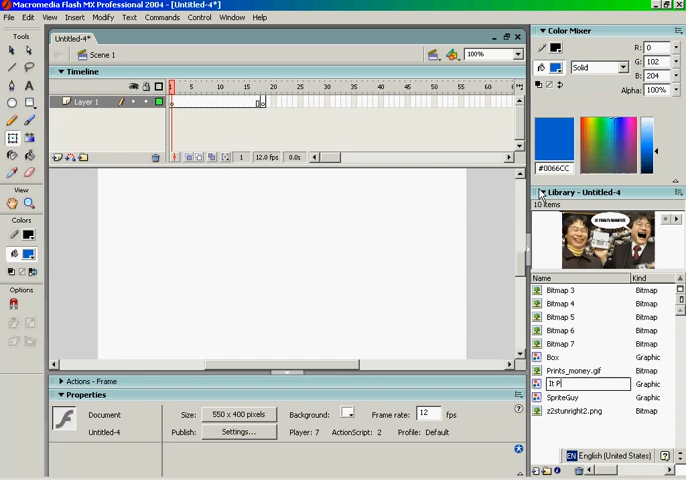 Macromedia Flash MX Professional 2004 - [Untitled-4*]
File Edit View Insert Modify Text Commands Control Window Help
Tools
View
Colors
Options
Untitled-4*
Scene 1
100%
Timeline
1 5 10 15 20 25 30 35 40 45 50 55 60 65
Layer 1
1 12.0 fps 0.0s
Actions - Frame
Properties
Document
Untitled-4
Size: 550 x 400 pixels Background: Frame rate: 12 fps
Publish: Settings... Player: 7 ActionScript: 2 Profile: Default
Color Mixer
Solid
R: 0
G: 102
B: 204
Alpha: 100%
#0066CC
Library - Untitled-4
10 items
IT PRINTS MONEY!!!
Name Kind
Bitmap 3 Bitmap
Bitmap 4 Bitmap
Bitmap 5 Bitmap
Bitmap 6 Bitmap
Bitmap 7 Bitmap
Box Graphic
Prints_money.gif Bitmap
It P Graphic
SpriteGuy Graphic
z2stunright2.png Bitmap
EN English (United States)